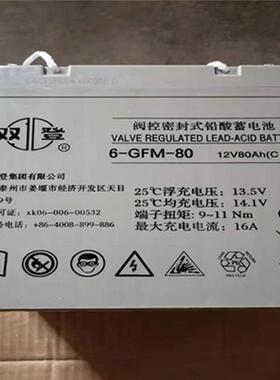 双登
®
阀控密封式铅酸蓄电池
VALVE REGULATED LEAD-ACID BATT
6-GFM-80
12V80Ah(C
登集团有限公司
泰州市姜堰市经济开发区天目
9号
可证：xk06-006-00532
电话：+86-4008-899-886
25℃浮充电压：13.5V
25℃均充电压：14.1V
端子扭矩：9~11 Nm
最大充电电流：16A